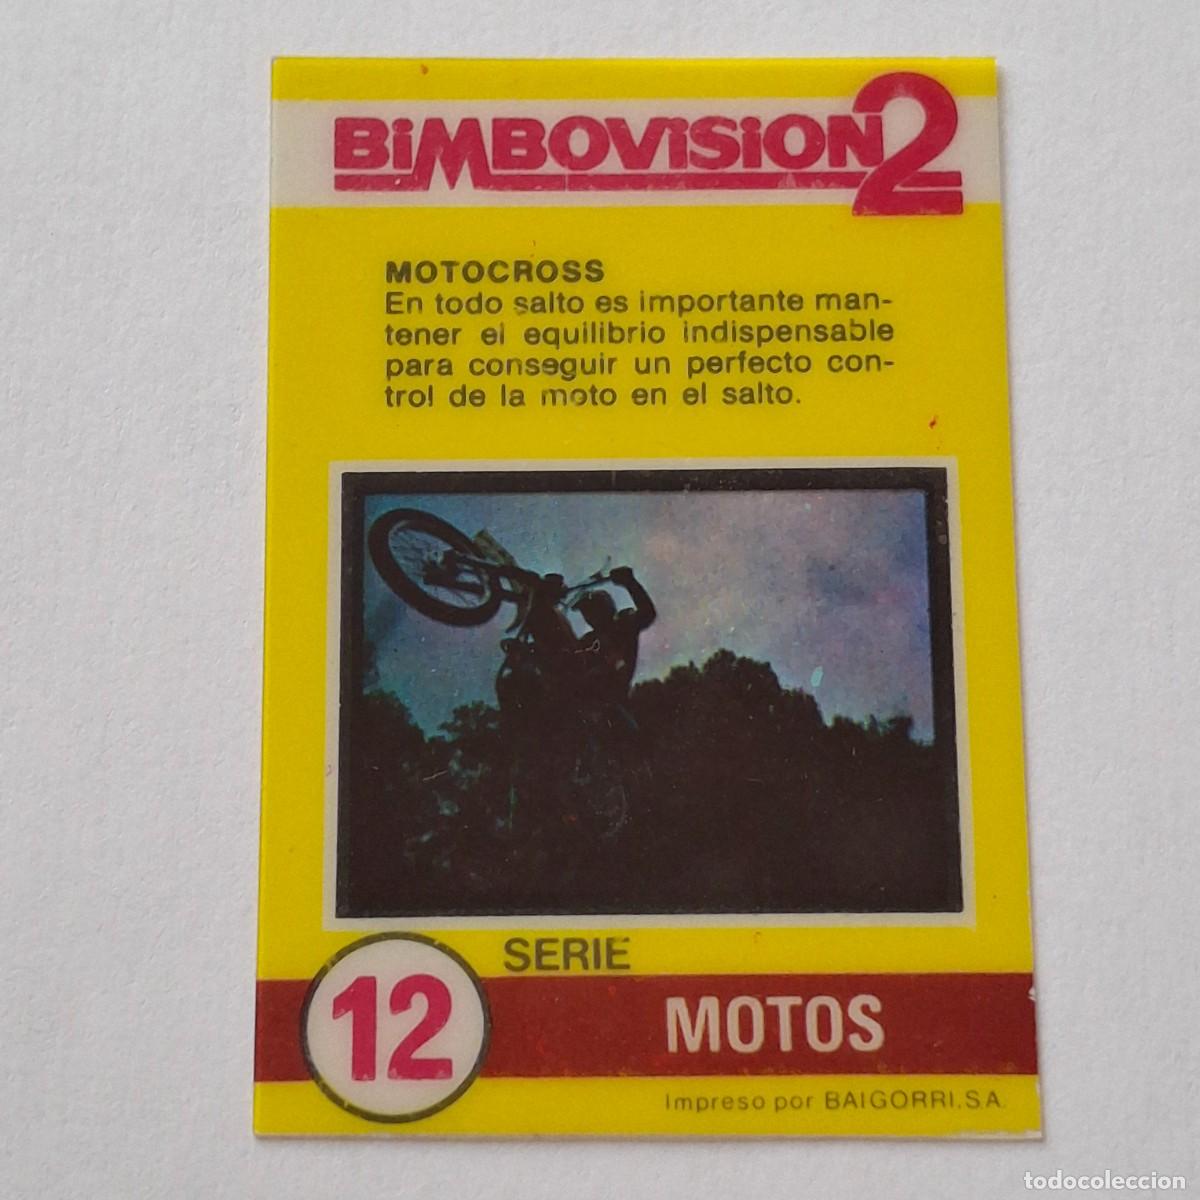 BiMBOVISION2
MOTOCROSS
En todo salto es importante man-
tener el equilibrio indispensable
para conseguir un perfecto con-
trol de la moto en el salto.
SERIE
12
MOTOS
Impreso por BAIGORRI.S.A.
todocoleccion